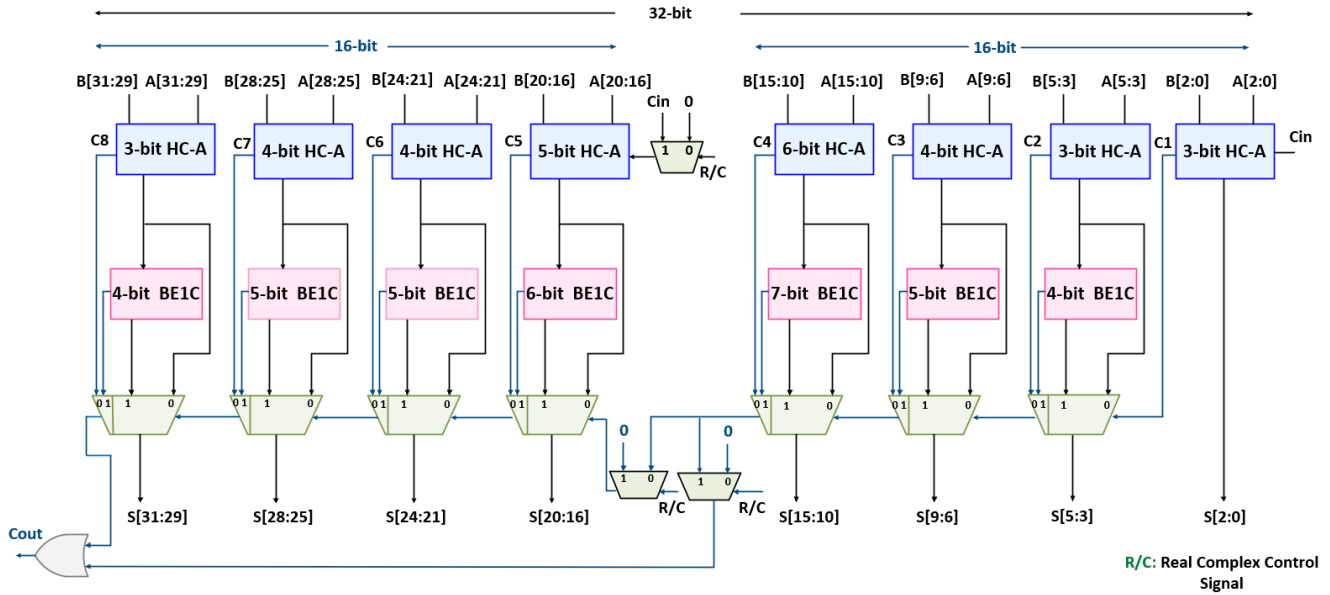 32-bit
16-bit 16-bit
B[31:29] A[31:29] B[28:25] A[28:25] B[24:21] A[24:21] B[20:16] A[20:16] B[15:10] A[15:10] B[9:6] A[9:6] B[5:3] A[5:3] B[2:0] A[2:0]
Cin 0
C8 3-bit HC-A C7 4-bit HC-A C6 4-bit HC-A C5 5-bit HC-A 1 0 C4 6-bit HC-A C3 4-bit HC-A C2 3-bit HC-A C1 3-bit HC-A Cin
R/C
4-bit BE1C 5-bit BE1C 5-bit BE1C 6-bit BE1C 7-bit BE1C 5-bit BE1C 4-bit BE1C
0 1 1 0 0 1 1 0 0 1 1 0 0 1 1 0 0 1 1 0 0 1 1 0 0 1 1 0
0 0
1 0 1 0
R/C R/C
S[31:29] S[28:25] S[24:21] S[20:16] S[15:10] S[9:6] S[5:3] S[2:0]
Cout
R/C: Real Complex Control
Signal